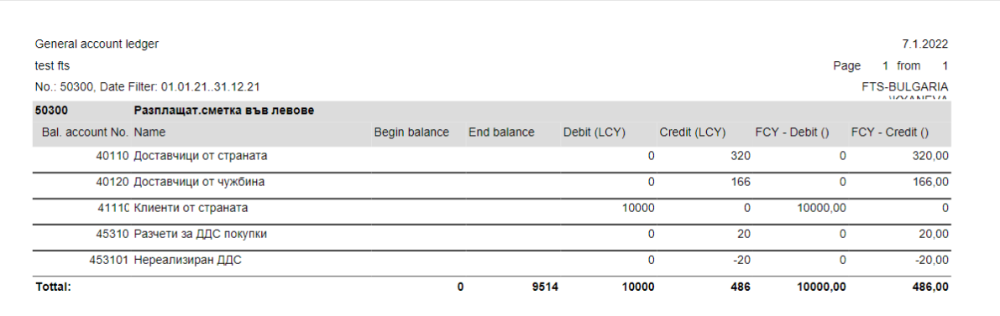 General account ledger 7.1.2022
test fts Page 1 from 1
No.: 50300, Date Filter: 01.01.21..31.12.21 FTS-BULGARIA
50300 Разплащат.сметка във левове
Bal. account No. Name Begin balance End balance Debit (LCY) Credit (LCY) FCY - Debit () FCY - Credit ()
40110 Доставчици от страната 0 320 0 320,00
40120 Доставчици от чужбина 0 166 0 166,00
41110 Клиенти от страната 10000 0 10000,00 0
45310 Разчети за ДДС покупки 0 20 0 20,00
453101 Нереализиран ДДС 0 -20 0 -20,00
Tottal: 0 9514 10000 486 10000,00 486,00